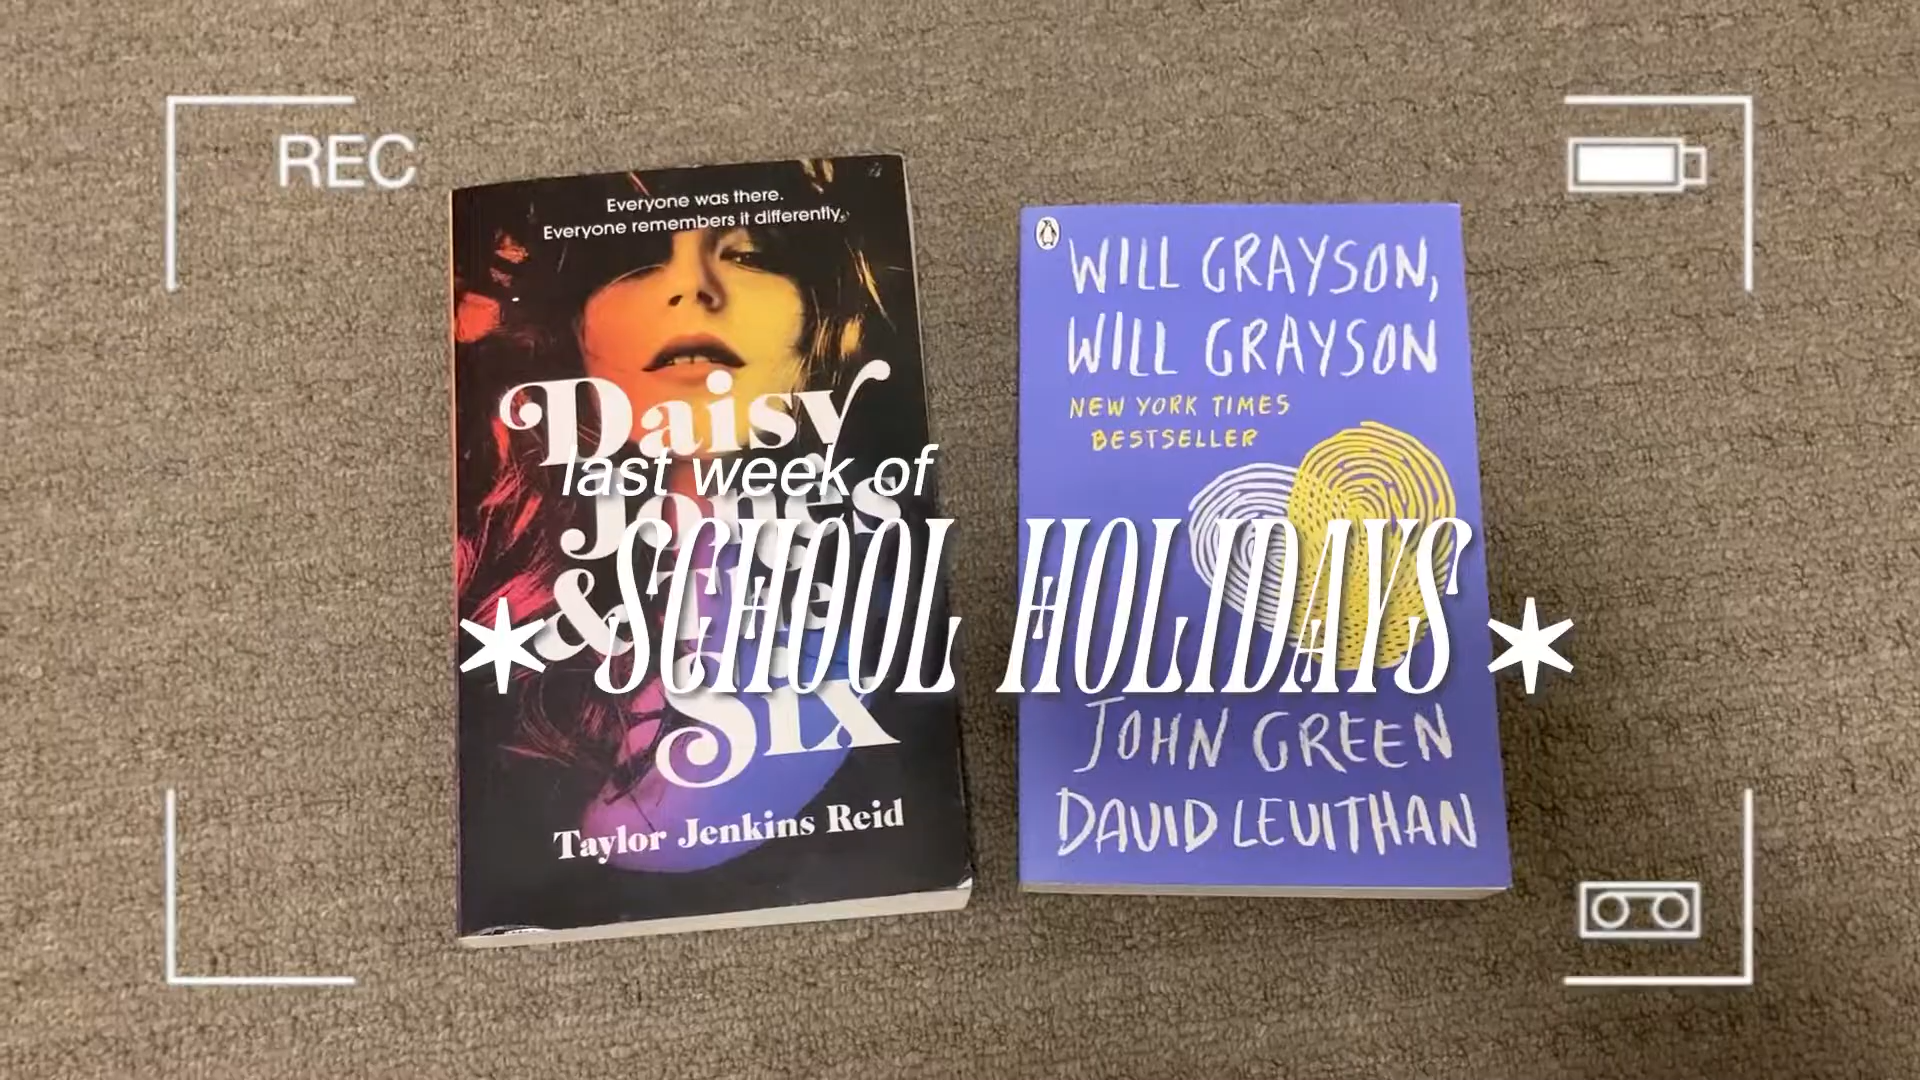 REC
Everyone was there.
Everyone remembers it differently.
Daisy
Jones
& The
Six
Taylor Jenkins Reid
WILL GRAYSON,
WILL GRAYSON
NEW YORK TIMES
BESTSELLER
JOHN GREEN
DAVID LEVITHAN
last week of
SCHOOL HOLIDAYS